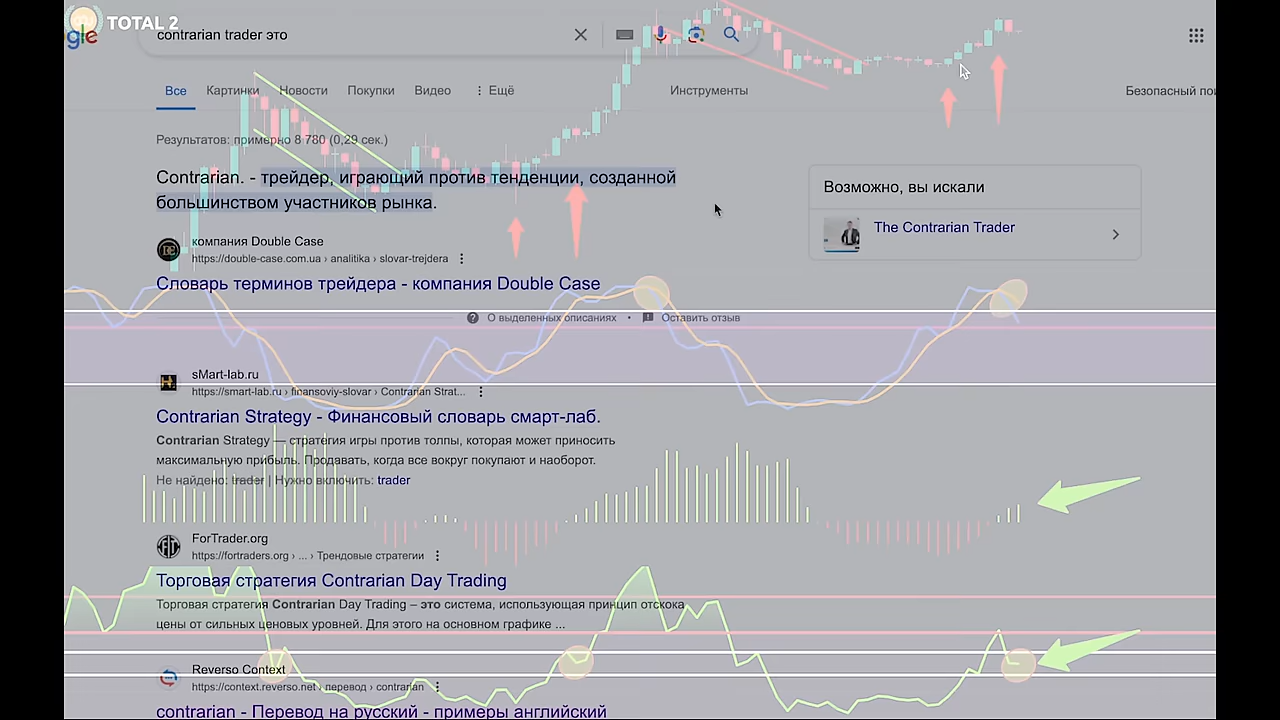 TOTAL 2
gle
contrarian trader это
Все Картинки Новости Покупки Видео Ещё Инструменты Безопасный пои
Результатов: примерно 8 780 (0,29 сек.)
Contrarian. - трейдер, играющий против тенденции, созданной
большинством участников рынка.
Возможно, вы искали
The Contrarian Trader
компания Double Case
https://double-case.com.ua › analitika › slovar-trejdera
Словарь терминов трейдера - компания Double Case
О выделенных описаниях • Оставить отзыв
sMart-lab.ru
https://smart-lab.ru › finansoviy-slovar › Contrarian Strat...
Contrarian Strategy - Финансовый словарь смарт-лаб.
Contrarian Strategy — стратегия игры против толпы, которая может приносить
максимальную прибыль. Продавать, когда все вокруг покупают и наоборот.
Не найдено: trader | Нужно включить: trader
ForTrader.org
https://fortraders.org › ... › Трендовые стратегии
Торговая стратегия Contrarian Day Trading
Торговая стратегия Contrarian Day Trading – это система, использующая принцип отскока
цены от сильных ценовых уровней. Для этого на основном графике ...
Reverso Context
https://context.reverso.net › перевод › contrarian
contrarian - Перевод на русский - примеры английский